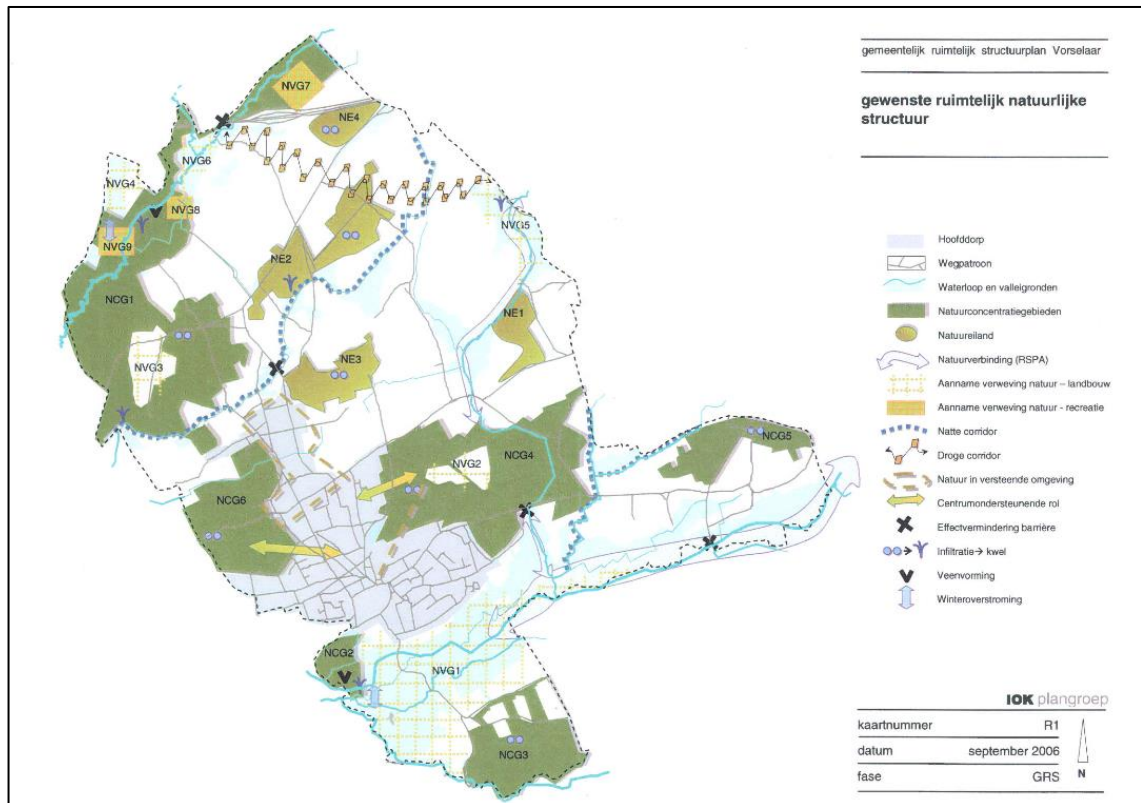 gemeentelijk ruimtelijk structuurplan Vorselaar
gewenste ruimtelijk natuurlijke
structuur
NVG7
NE4
NVG6
NVG4
NVG8
NVG5
NVG9
NE2
NCG1
NE1
NVG3
NE3
NCG5
NCG4
NVG2
NCG6
NCG2
NVG1
NCG3
Hoofddorp
Wegpatroon
Waterloop en valleigronden
Natuurconcentratiegebieden
Natuureiland
Natuurverbinding (RSPA)
Aanname verweving natuur – landbouw
Aanname verweving natuur - recreatie
Natte corridor
Droge corridor
Natuur in versteende omgeving
Centrumondersteunende rol
Effectvermindering barrière
Infiltratie→ kwel
Veenvorming
Winteroverstroming
IOK plangroep
kaartnummer R1
datum september 2006
fase GRS
N